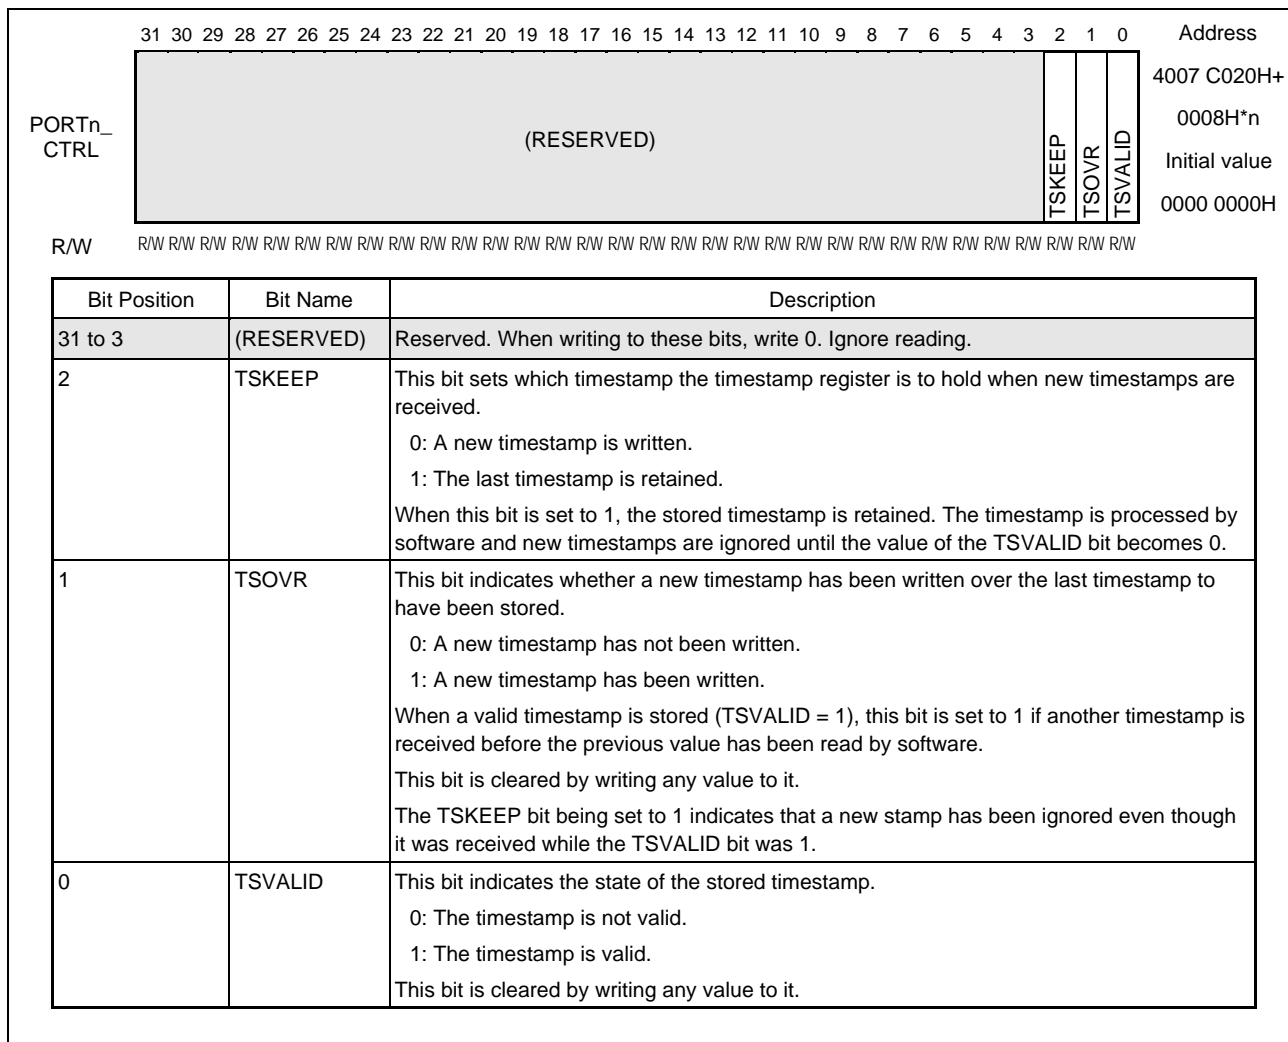 31 30 29 28 27 26 25 24 23 22 21 20 19 18 17 16 15 14 13 12 11 10 9 8 7 6 5 4 3 2 1 0 Address
4007 C020H+
PORTn_
CTRL
(RESERVED)
TSKEEP
TSOVR
TSVALID
0008H*n
Initial value
0000 0000H
R/W R/W R/W R/W R/W R/W R/W R/W R/W R/W R/W R/W R/W R/W R/W R/W R/W R/W R/W R/W R/W R/W R/W R/W R/W R/W R/W R/W R/W R/W R/W R/W R/W
Bit Position Bit Name Description
31 to 3 (RESERVED) Reserved. When writing to these bits, write 0. Ignore reading.
2 TSKEEP This bit sets which timestamp the timestamp register is to hold when new timestamps are
received.
0: A new timestamp is written.
1: The last timestamp is retained.
When this bit is set to 1, the stored timestamp is retained. The timestamp is processed by
software and new timestamps are ignored until the value of the TSVALID bit becomes 0.
1 TSOVR This bit indicates whether a new timestamp has been written over the last timestamp to
have been stored.
0: A new timestamp has not been written.
1: A new timestamp has been written.
When a valid timestamp is stored (TSVALID = 1), this bit is set to 1 if another timestamp is
received before the previous value has been read by software.
This bit is cleared by writing any value to it.
The TSKEEP bit being set to 1 indicates that a new stamp has been ignored even though
it was received while the TSVALID bit was 1.
0 TSVALID This bit indicates the state of the stored timestamp.
0: The timestamp is not valid.
1: The timestamp is valid.
This bit is cleared by writing any value to it.